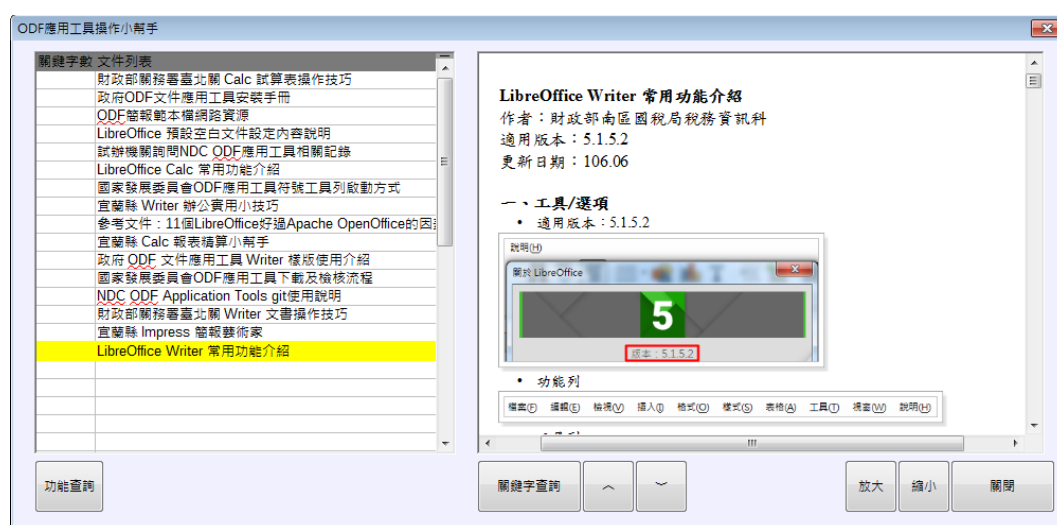 ODF應用工具操作小幫手
關鍵字數 文件列表
財政部關務署臺北關 Calc 試算表操作技巧
政府ODF文件應用工具安裝手冊
ODF簡報範本檔網路資源
LibreOffice 預設空白文件設定內容說明
試辦機關詢問NDC ODF應用工具相關記錄
LibreOffice Calc 常用功能介紹
國家發展委員會ODF應用工具符號工具列啟動方式
宜蘭縣 Writer 辦公實用小技巧
參考文件：11個LibreOffice好過Apache OpenOffice的因
宜蘭縣 Calc 報表精算小幫手
政府 ODF 文件應用工具 Writer 樣版使用介紹
國家發展委員會ODF應用工具下載及檢核流程
NDC ODF Application Tools git使用說明
財政部關務署臺北關 Writer 文書操作技巧
宜蘭縣 Impress 簡報藝術家
LibreOffice Writer 常用功能介紹
功能查詢
LibreOffice Writer 常用功能介紹
作者：財政部南區國稅局稅務資訊科
適用版本：5.1.5.2
更新日期：106.06
一、工具/選項
• 適用版本：5.1.5.2
說明(H)
關於 LibreOffice
5
版本：5.1.5.2
• 功能列
檔案(F) 編輯(E) 檢視(V) 插入(I) 格式(O) 樣式(S) 表格(A) 工具(T) 視窗(W) 說明(H)
關鍵字查詢
放大 縮小 關閉